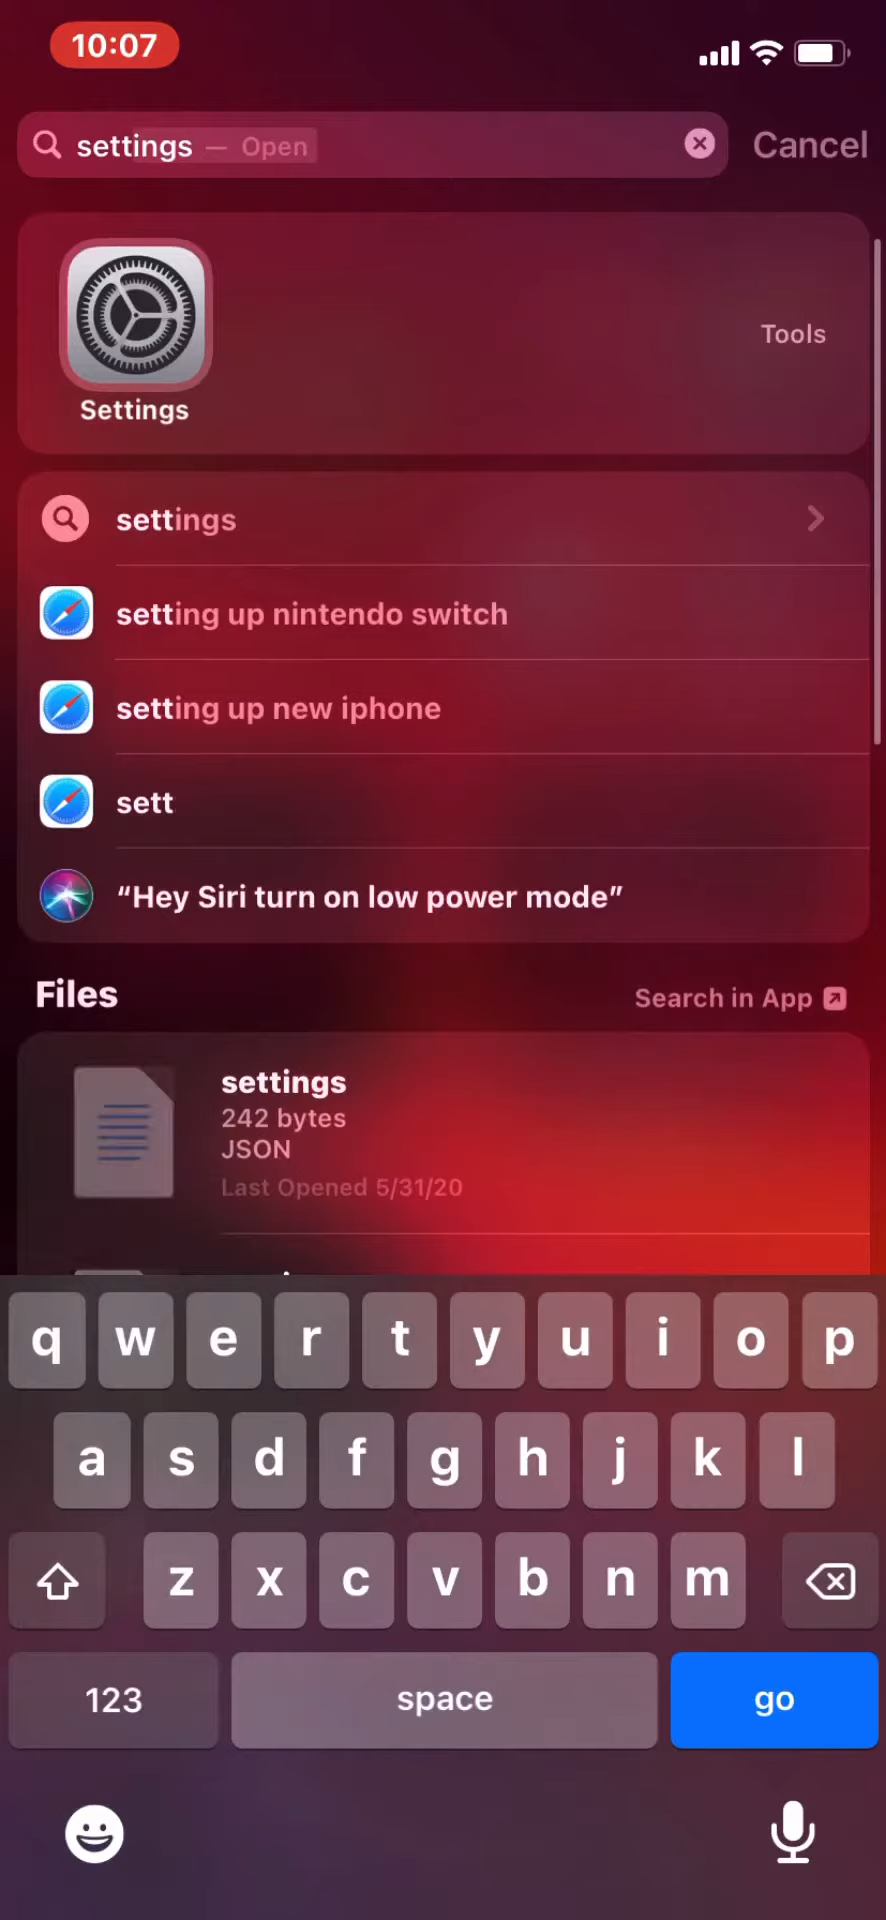 10:07
settings — Open
Cancel
Tools
Settings
settings
setting up nintendo switch
setting up new iphone
sett
“Hey Siri turn on low power mode”
Files
Search in App
settings
242 bytes
JSON
Last Opened 5/31/20
q w e r t y u i o p
a s d f g h j k l
z x c v b n m
123 space go